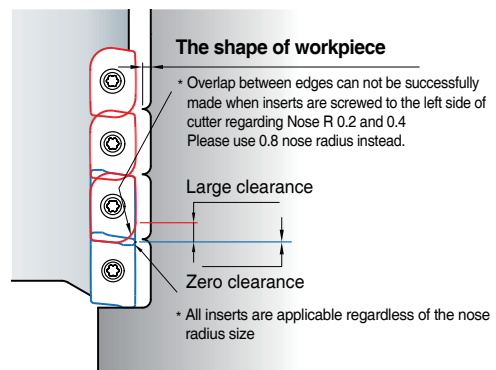 The shape of workpiece
* Overlap between edges can not be successfully
made when inserts are screwed to the left side of
cutter regarding Nose R 0.2 and 0.4
Please use 0.8 nose radius instead.
Large clearance
Zero clearance
* All inserts are applicable regardless of the nose
radius size